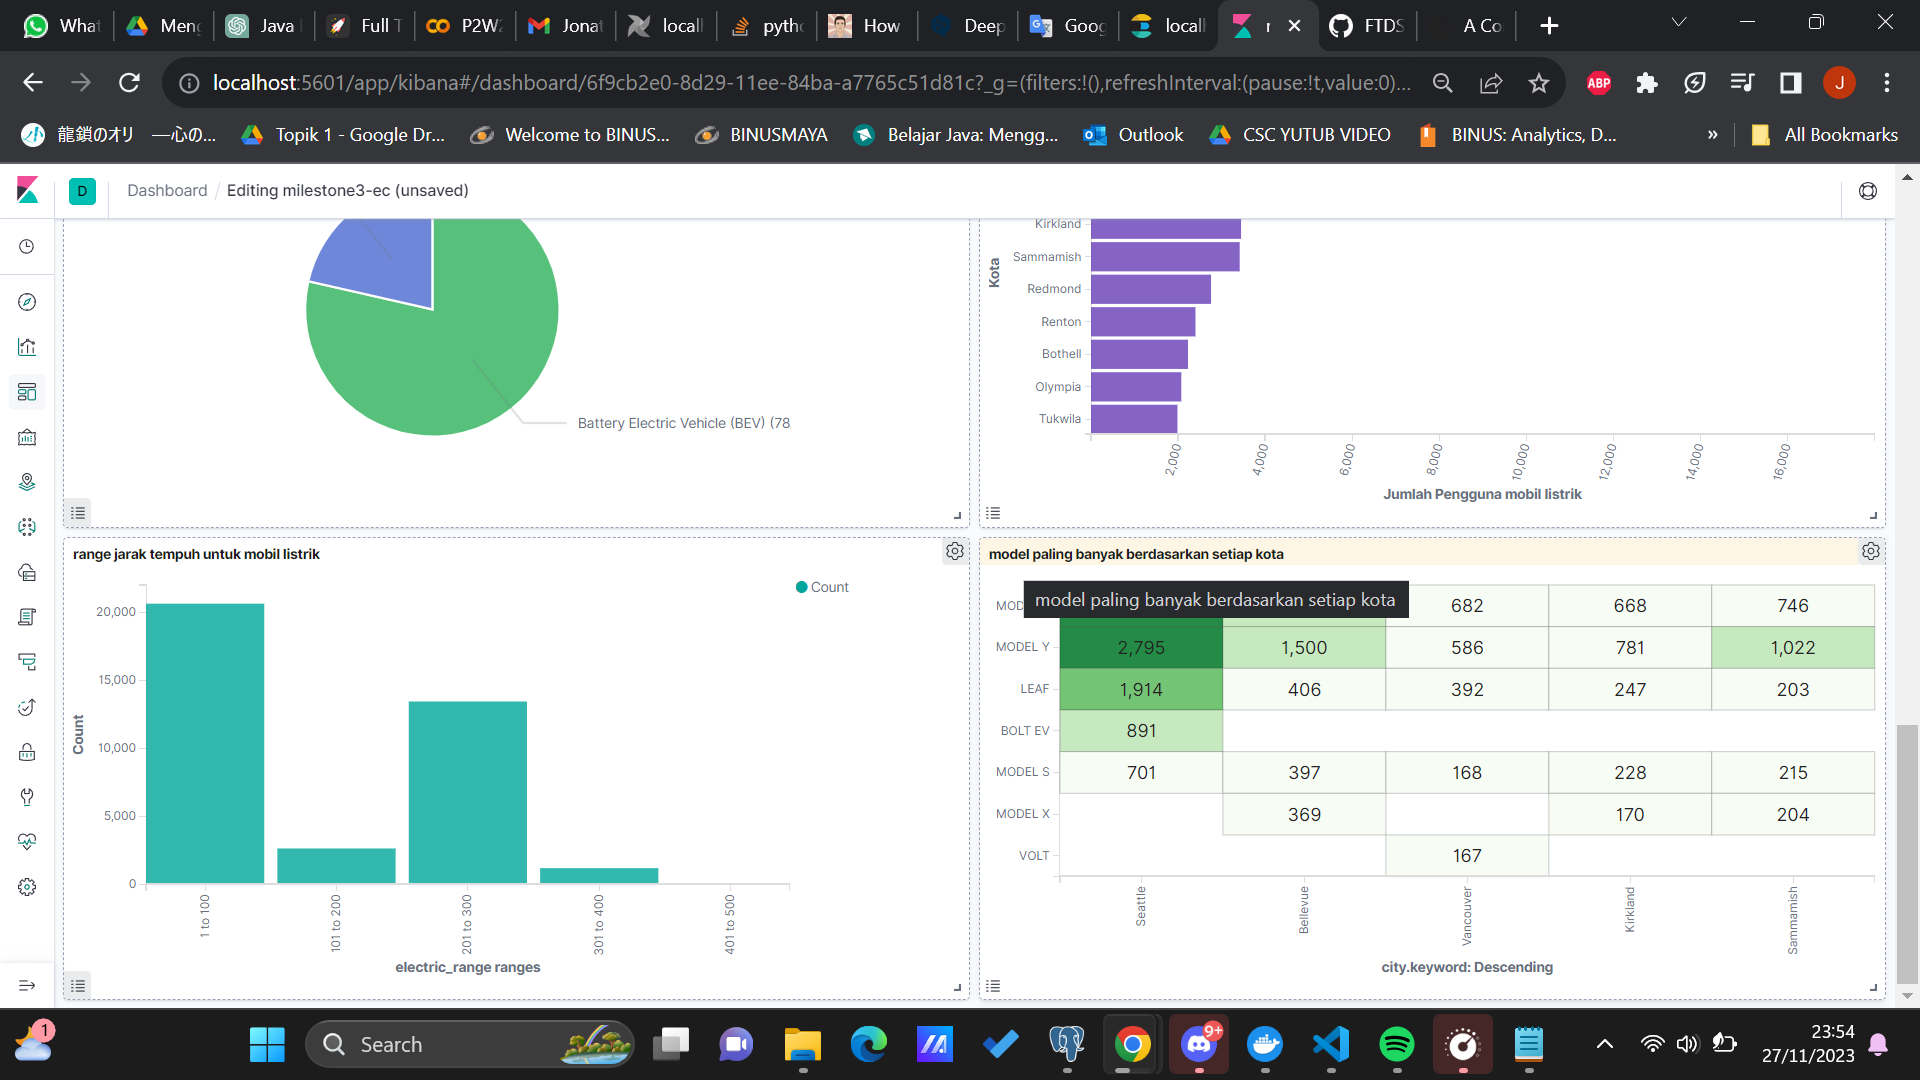 What
Meng
Java
Full T
P2W2
Jonat
locall
pytho
How
Deep
Goog
locall
FTDS
A Co
localhost:5601/app/kibana#/dashboard/6f9cb2e0-8d29-11ee-84ba-a7765c51d81c?_g=(filters:!(),refreshInterval:(pause:!t,value:0)...
ABP
J
龍鎖のオリ ―心の...
Topik 1 - Google Dr...
Welcome to BINUS...
BINUSMAYA
Belajar Java: Mengg...
Outlook
CSC YUTUB VIDEO
BINUS: Analytics, D...
»
All Bookmarks
D
Dashboard / Editing milestone3-ec (unsaved)
Battery Electric Vehicle (BEV) (78
Kota
Kirkland
Sammamish
Redmond
Renton
Bothell
Olympia
Tukwila
2,000 4,000 6,000 8,000 10,000 12,000 14,000 16,000
Jumlah Pengguna mobil listrik
range jarak tempuh untuk mobil listrik
Count
Count
20,000
15,000
10,000
5,000
0
1 to 100 101 to 200 201 to 300 301 to 400 401 to 500
electric_range ranges
model paling banyak berdasarkan setiap kota
model paling banyak berdasarkan setiap kota
MOD 682 668 746
MODEL Y 2,795 1,500 586 781 1,022
LEAF 1,914 406 392 247 203
BOLT EV 891
MODEL S 701 397 168 228 215
MODEL X 369 170 204
VOLT 167
Seattle Bellevue Vancouver Kirkland Sammamish
city.keyword: Descending
1
Search
9+
23:54
27/11/2023